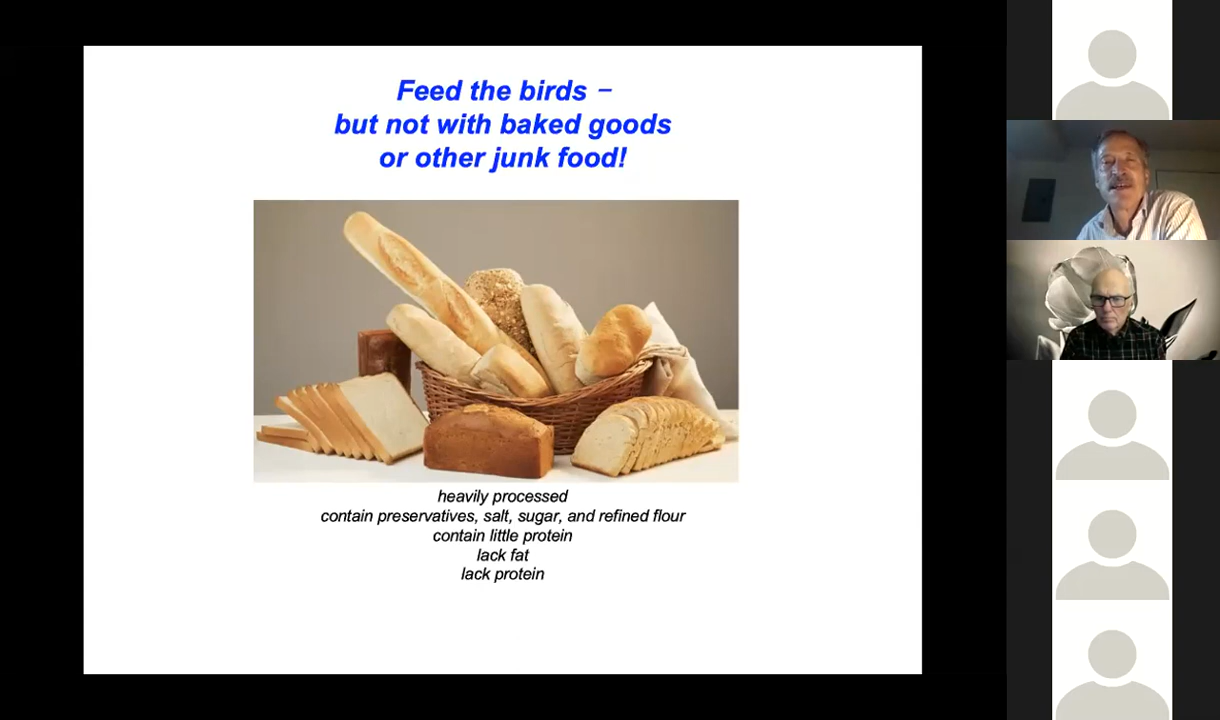 Feed the birds –
but not with baked goods
or other junk food!
heavily processed
contain preservatives, salt, sugar, and refined flour
contain little protein
lack fat
lack protein